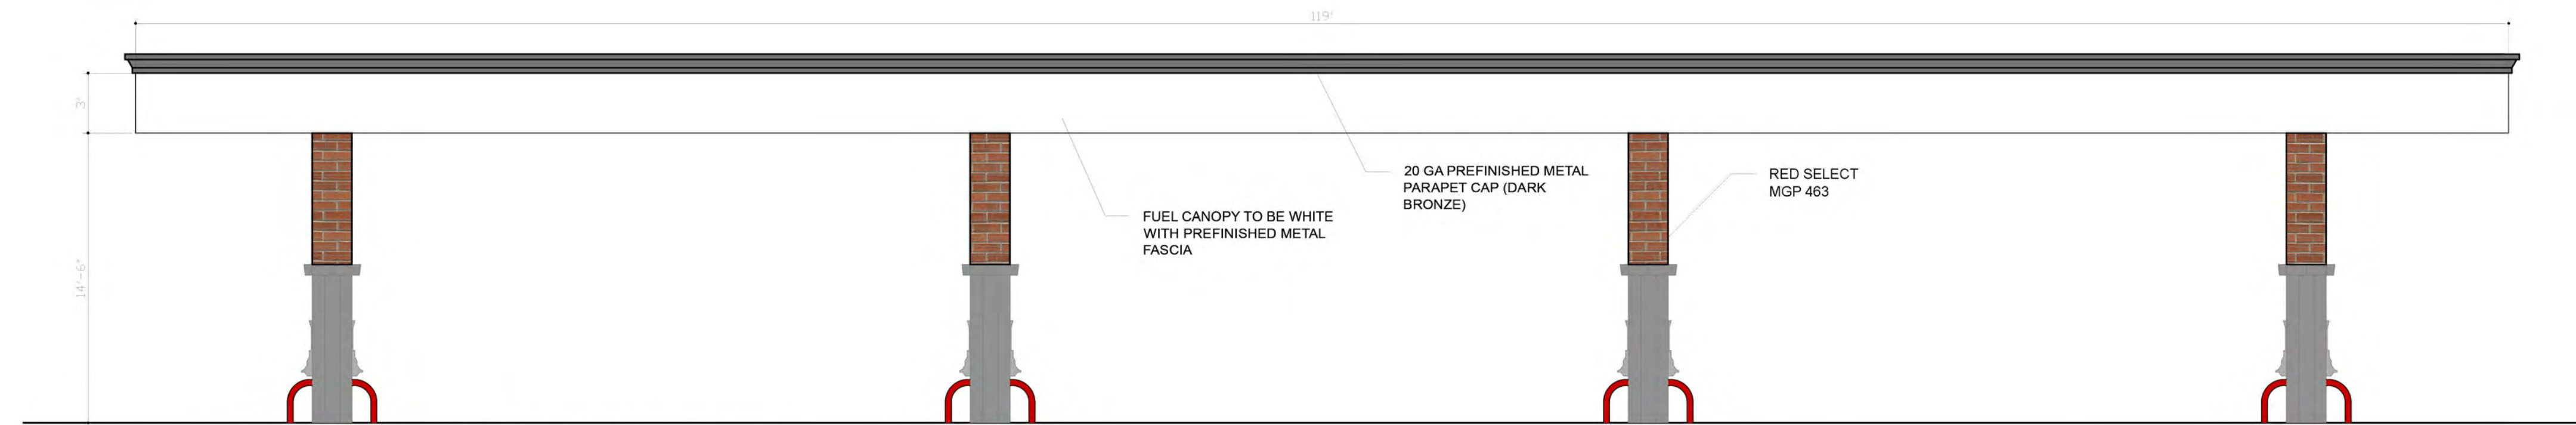 119'
3'
14'-6"
20 GA PREFINISHED METAL
PARAPET CAP (DARK
BRONZE)
RED SELECT
MGP 463
FUEL CANOPY TO BE WHITE
WITH PREFINISHED METAL
FASCIA